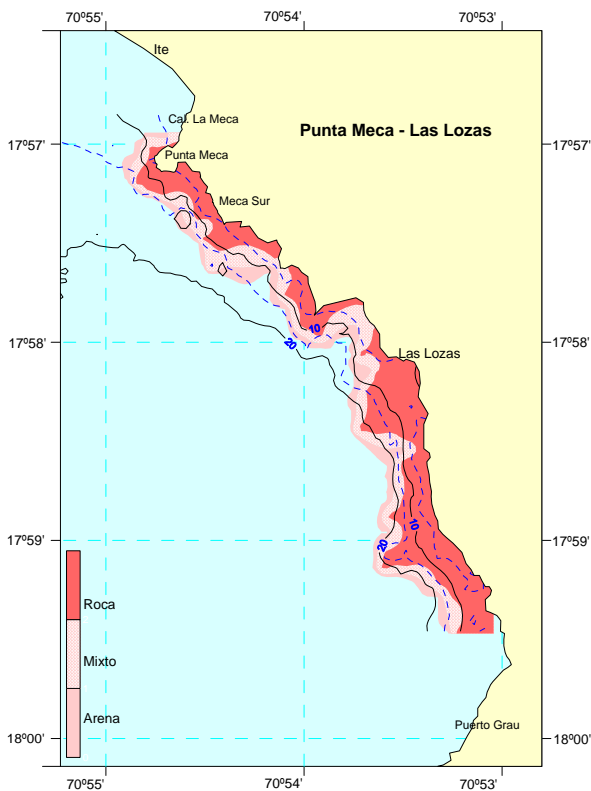 70º55' 70º54' 70º53'
Ite
Cal. La Meca
Punta Meca - Las Lozas
17º57' 17º57'
Punta Meca
Meca Sur
10
20
17º58' 17º58'
Las Lozas
10
17º59' 17º59'
20
Roca
Mixto
Arena
Puerto Grau
18º00' 18º00'
70º55' 70º54' 70º53'